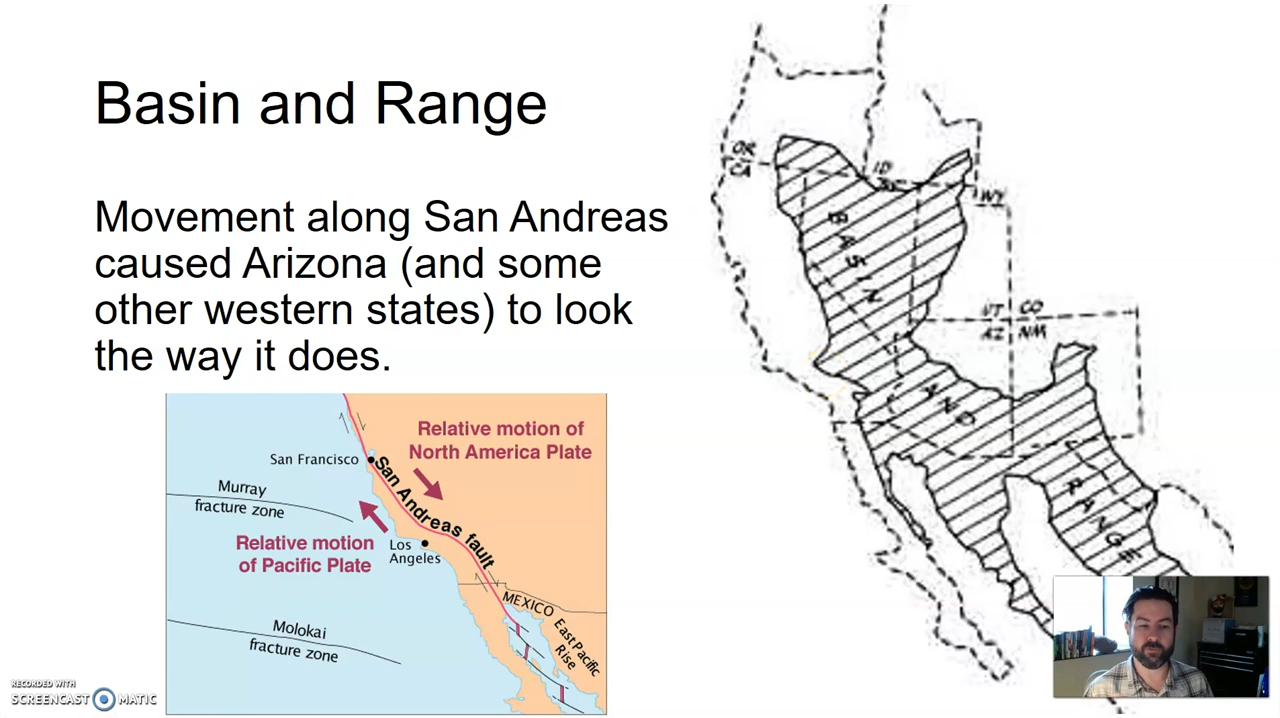 Basin and Range
Movement along San Andreas
caused Arizona (and some
other western states) to look
the way it does.
Relative motion of
North America Plate
San Francisco
San Andreas fault
Murray
fracture zone
Relative motion
of Pacific Plate
Los
Angeles
MEXICO
East Pacific
Rise
Molokai
fracture zone
OR
CA
ID
WY
BASIN
UT CO
AZ NM
AND
RANGE
RECORDED WITH
SCREENCAST MATIC